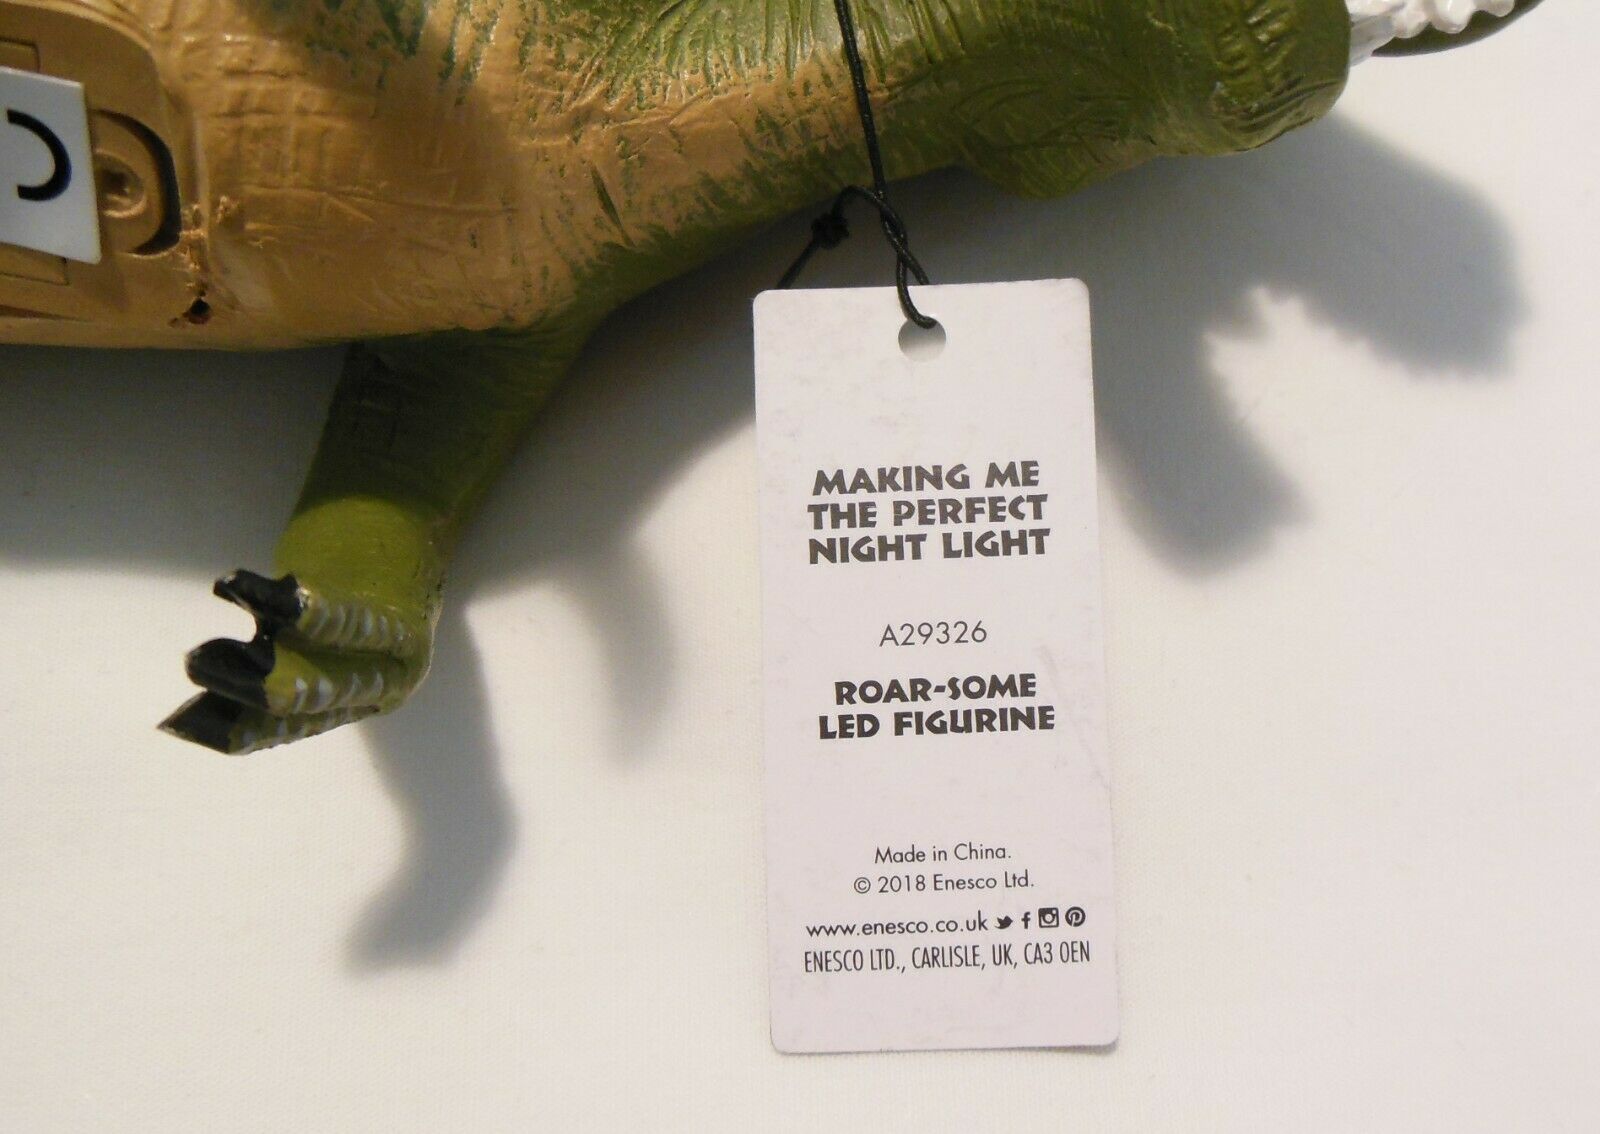 MAKING ME
THE PERFECT
NIGHT LIGHT
A29326
ROAR-SOME
LED FIGURINE
Made in China.
© 2018 Enesco Ltd.
www.enesco.co.uk
ENESCO LTD., CARLISLE, UK, CA3 0EN